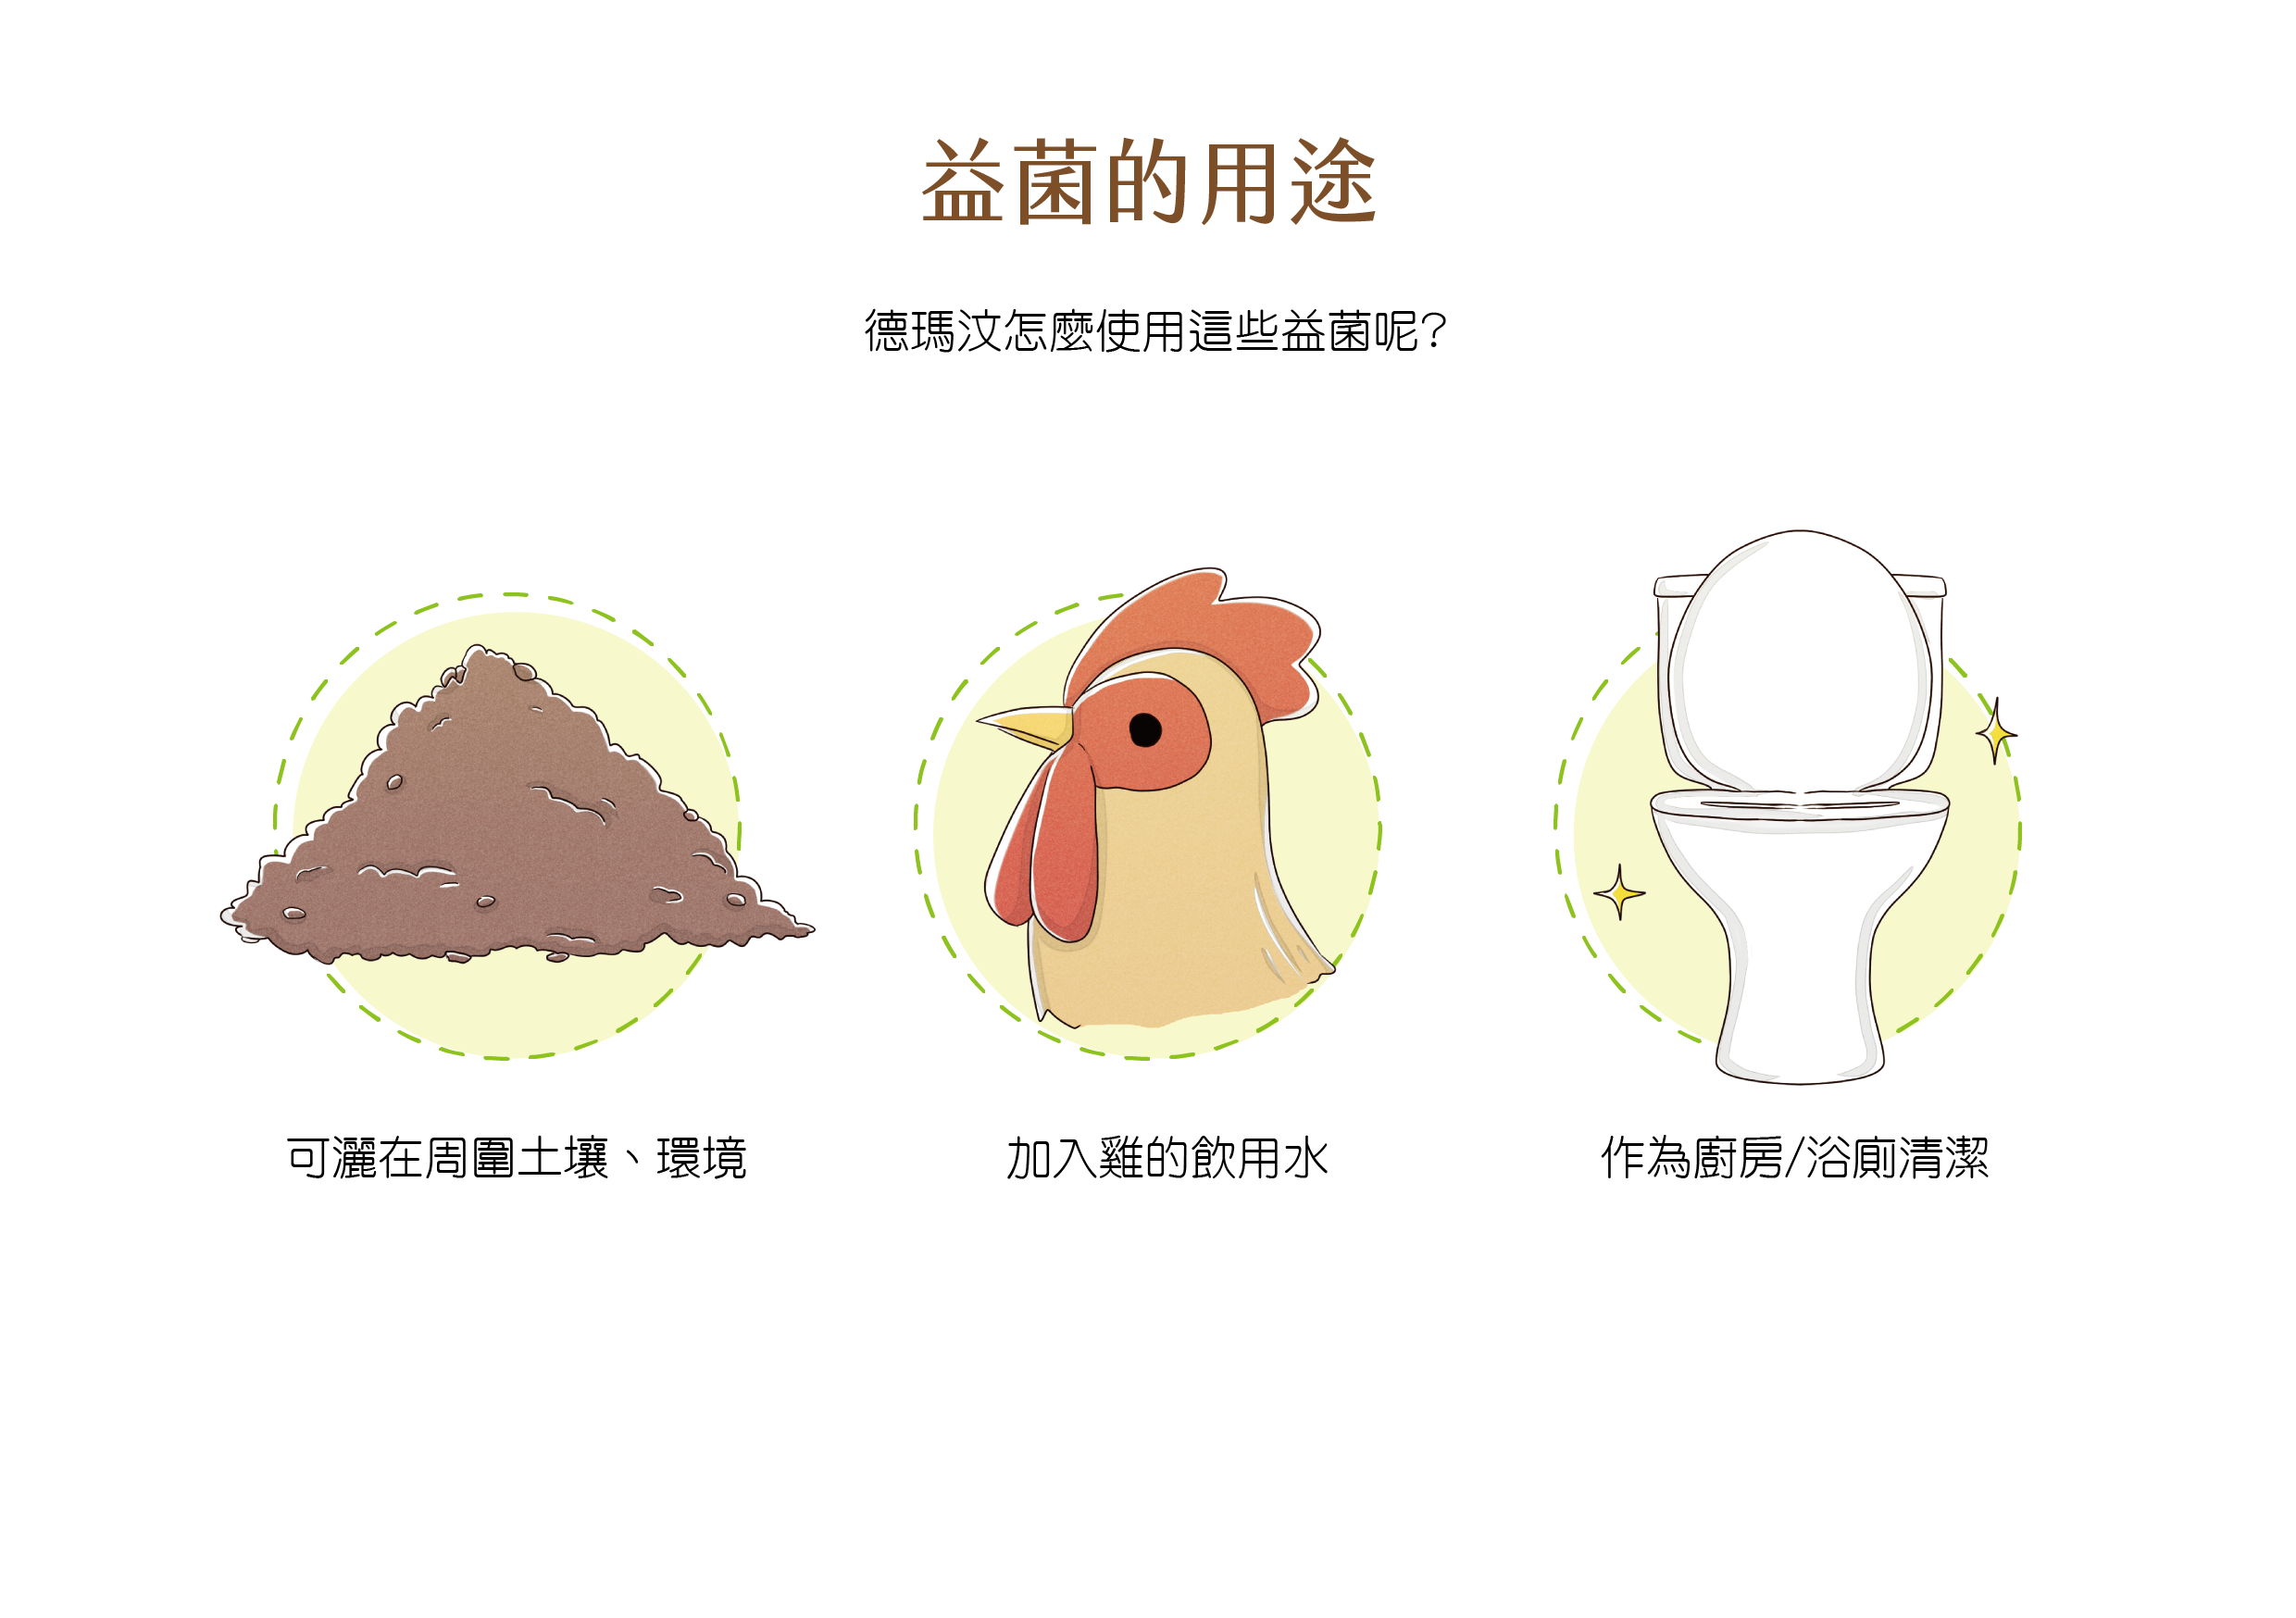 益菌的用途
德瑪汶怎麼使用這些益菌呢?
可灑在周圍土壤、環境
加入雞的飲用水
作為廚房/浴廁清潔